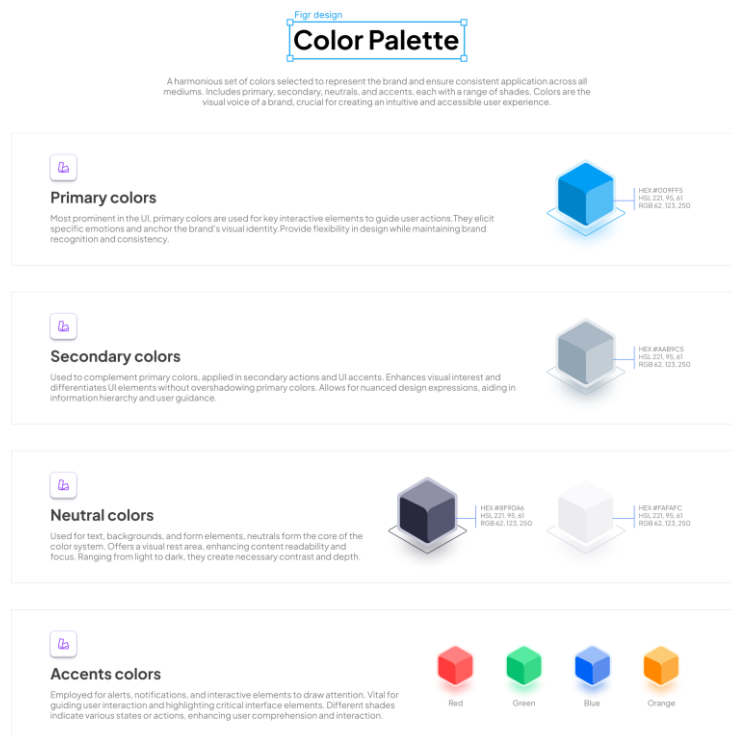 Figr design
Color Palette
A harmonious set of colors selected to represent the brand and ensure consistent application across all
mediums. Includes primary, secondary, neutrals, and accents, each with a range of shades. Colors are the
visual voice of a brand, crucial for creating an intuitive and accessible user experience.
Primary colors
Most prominent in the UI, primary colors are used for key interactive elements to guide user actions.They elicit
specific emotions and anchor the brand's visual identity.Provide flexibility in design while maintaining brand
recognition and consistency.
HEX #009FF5
HSL 221, 95, 61
RGB 62, 123, 250
Secondary colors
Used to complement primary colors, applied in secondary actions and UI accents. Enhances visual interest and
differentiates UI elements without overshadowing primary colors. Allows for nuanced design expressions, aiding in
information hierarchy and user guidance.
HEX #AAB9C5
HSL 221, 95, 61
RGB 62, 123, 250
Neutral colors
Used for text, backgrounds, and form elements, neutrals form the core of the
color system. Offers a visual rest area, enhancing content readability and
focus. Ranging from light to dark, they create necessary contrast and depth.
HEX #8F90A6
HSL 221, 95, 61
RGB 62, 123, 250
HEX #FAFAFC
HSL 221, 95, 61
RGB 62, 123, 250
Accents colors
Employed for alerts, notifications, and interactive elements to draw attention. Vital for
guiding user interaction and highlighting critical interface elements. Different shades
indicate various states or actions, enhancing user comprehension and interaction.
Red
Green
Blue
Orange